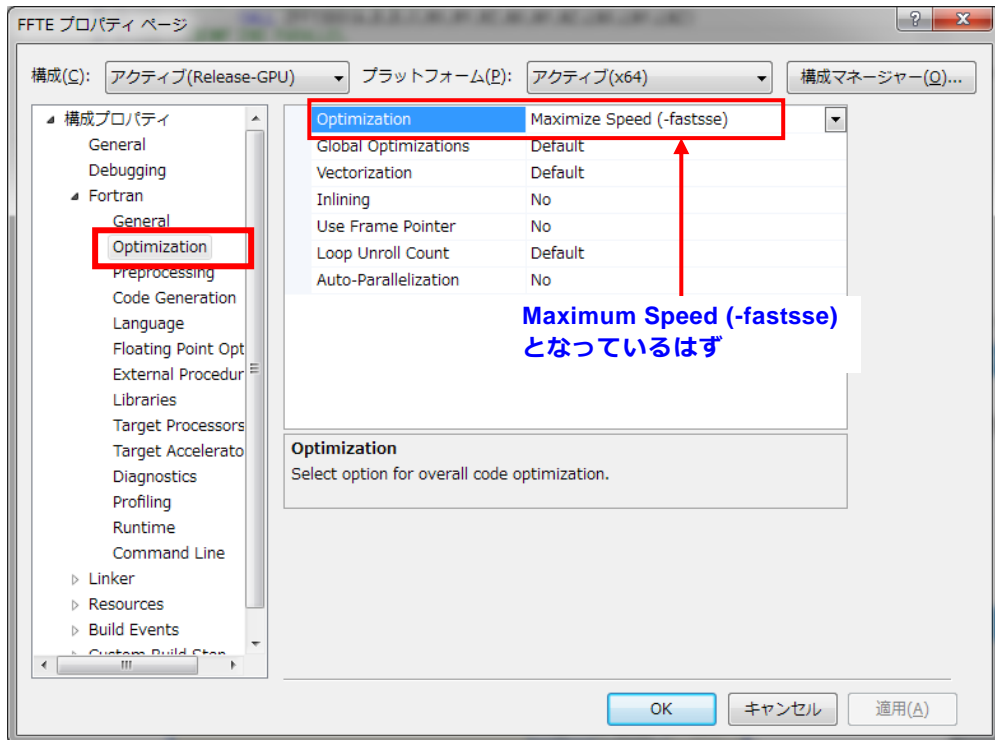 FFTE プロパティ ページ
構成(C): アクティブ(Release-GPU) プラットフォーム(P): アクティブ(x64) 構成マネージャー(O)...
構成プロパティ
General
Debugging
Fortran
General
Optimization
Preprocessing
Code Generation
Language
Floating Point Opt
External Procedur
Libraries
Target Processors
Target Accelerato
Diagnostics
Profiling
Runtime
Command Line
Linker
Resources
Build Events
Custom Build Step
Optimization Maximize Speed (-fastsse)
Global Optimizations Default
Vectorization Default
Inlining No
Use Frame Pointer No
Loop Unroll Count Default
Auto-Parallelization No
Maximum Speed (-fastsse)
となっているはず
Optimization
Select option for overall code optimization.
OK キャンセル 適用(A)